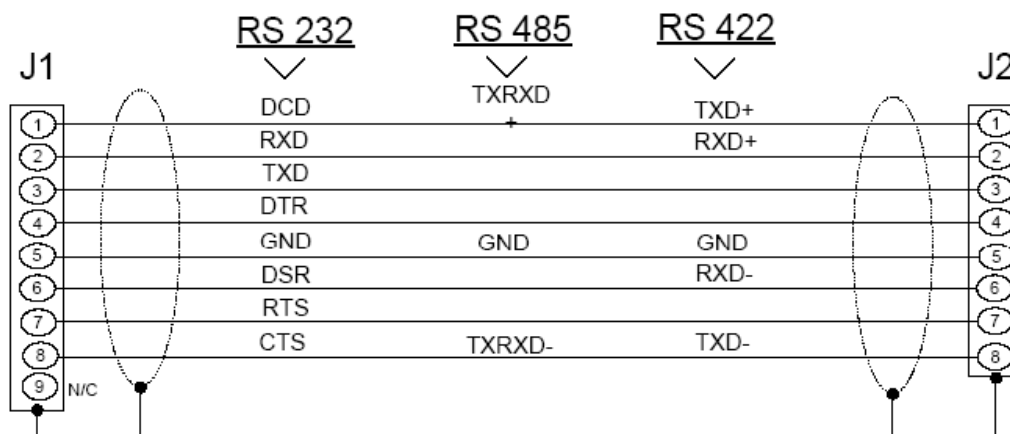 RS 232 RS 485 RS 422
J1 J2
DCD TXRXD TXD+
1 + 1
RXD RXD+
2 2
TXD
3 3
DTR
4 4
GND GND GND
5 5
DSR RXD-
6 6
RTS
7 7
CTS TXRXD- TXD-
8 8
9 N/C